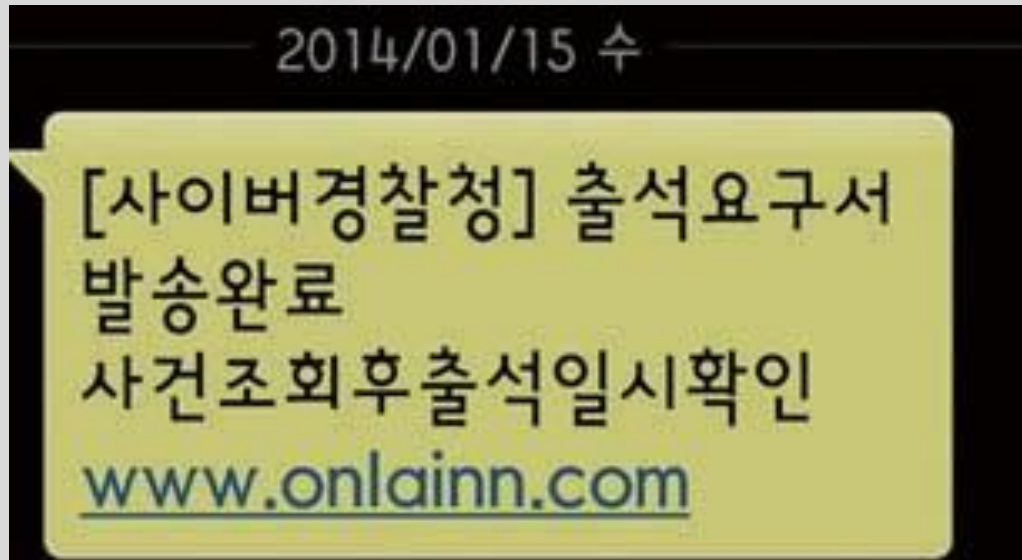 2014/01/15 수
[사이버경찰청] 출석요구서
발송완료
사건조회후출석일시확인
www.onlainn.com